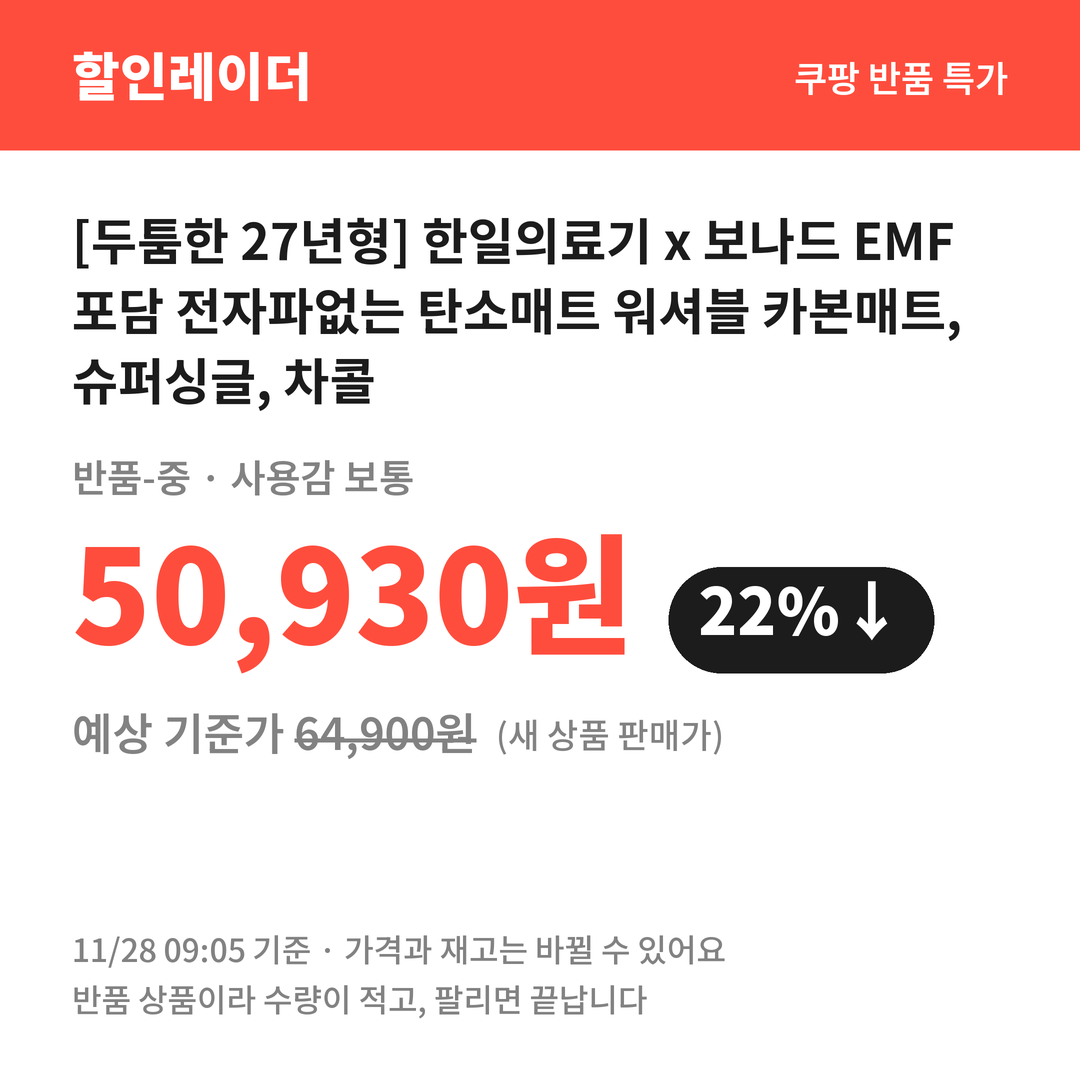 할인레이더
쿠팡 반품 특가
[두툼한 27년형] 한일의료기 x 보나드 EMF
포담 전자파없는 탄소매트 워셔블 카본매트,
슈퍼싱글, 차콜
반품-중 · 사용감 보통
50,930원
22%↓
예상 기준가 64,900원 (새 상품 판매가)
11/28 09:05 기준 · 가격과 재고는 바뀔 수 있어요
반품 상품이라 수량이 적고, 팔리면 끝납니다